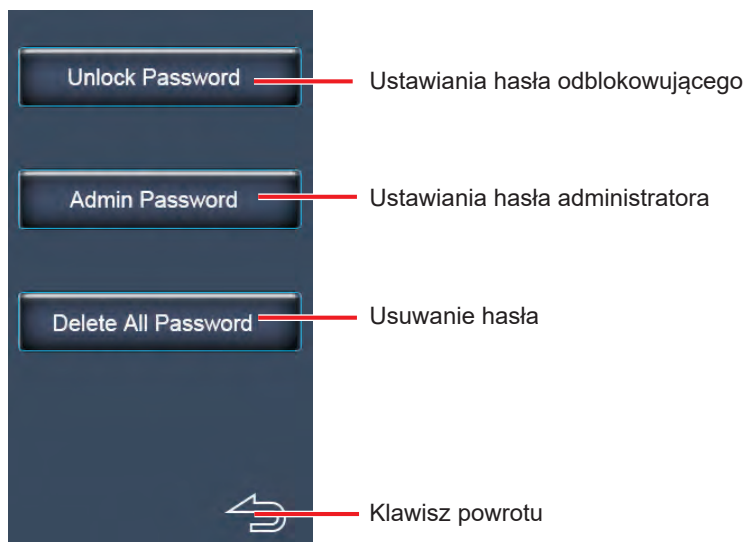 Unlock Password
Ustawiania hasła odblokowującego
Admin Password
Ustawiania hasła administratora
Delete All Password
Usuwanie hasła
Klawisz powrotu